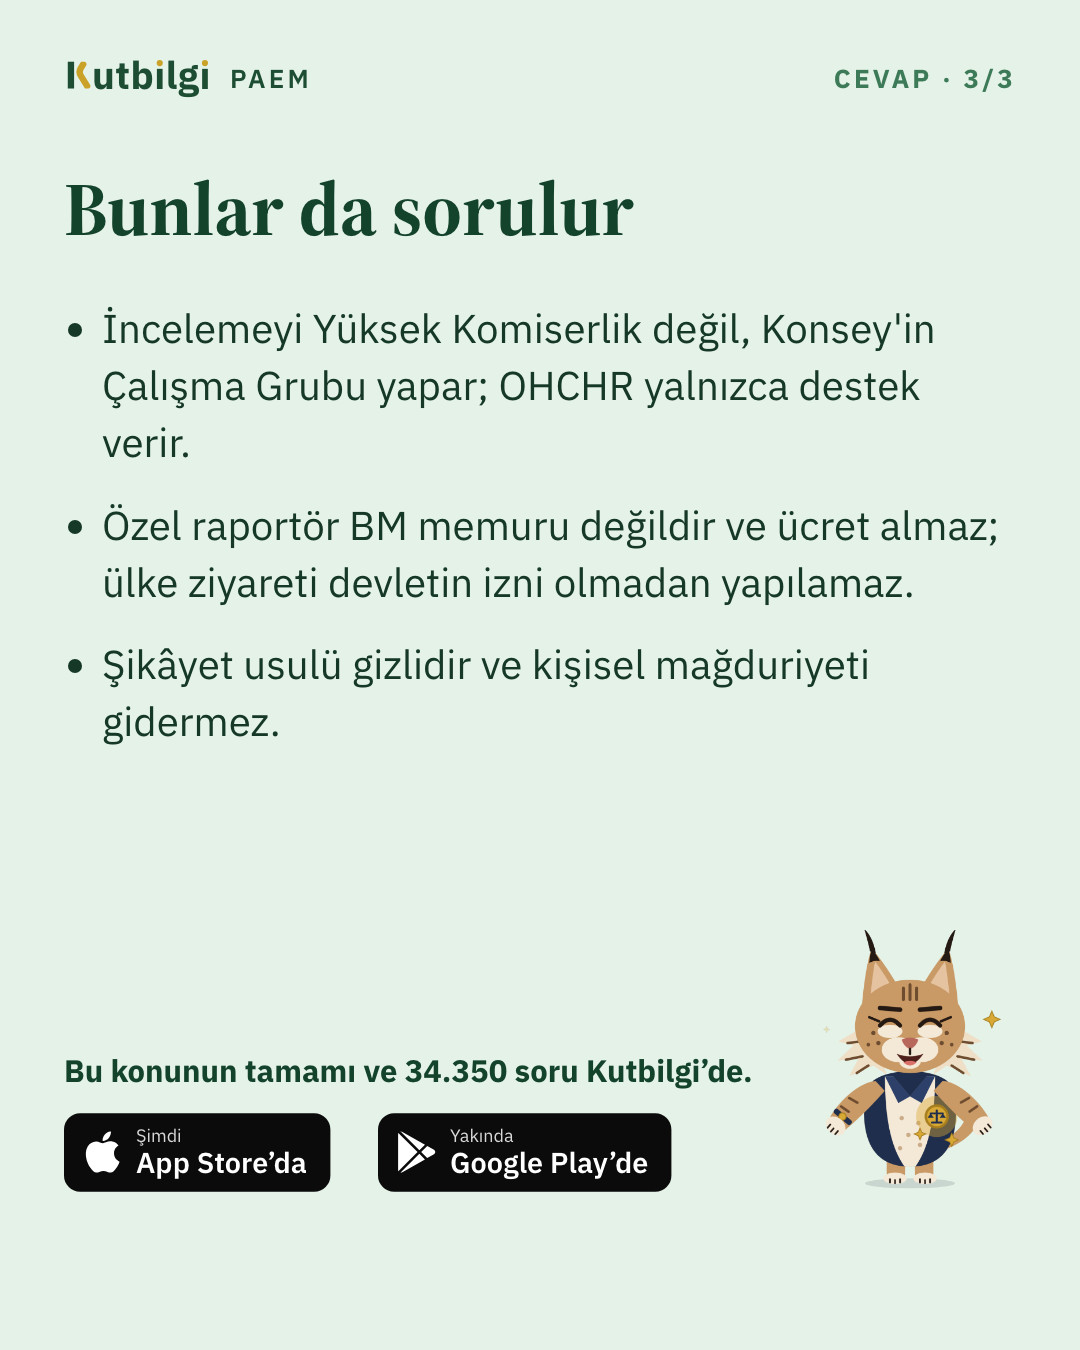 Kutbilgi PAEM
CEVAP · 3/3
Bunlar da sorulur
• İncelemeyi Yüksek Komiserlik değil, Konsey'in
Çalışma Grubu yapar; OHCHR yalnızca destek
verir.
• Özel raportör BM memuru değildir ve ücret almaz;
ülke ziyareti devletin izni olmadan yapılamaz.
• Şikâyet usulü gizlidir ve kişisel mağduriyeti
gidermez.
Bu konunun tamamı ve 34.350 soru Kutbilgi’de.
Şimdi
App Store’da
Yakında
Google Play’de